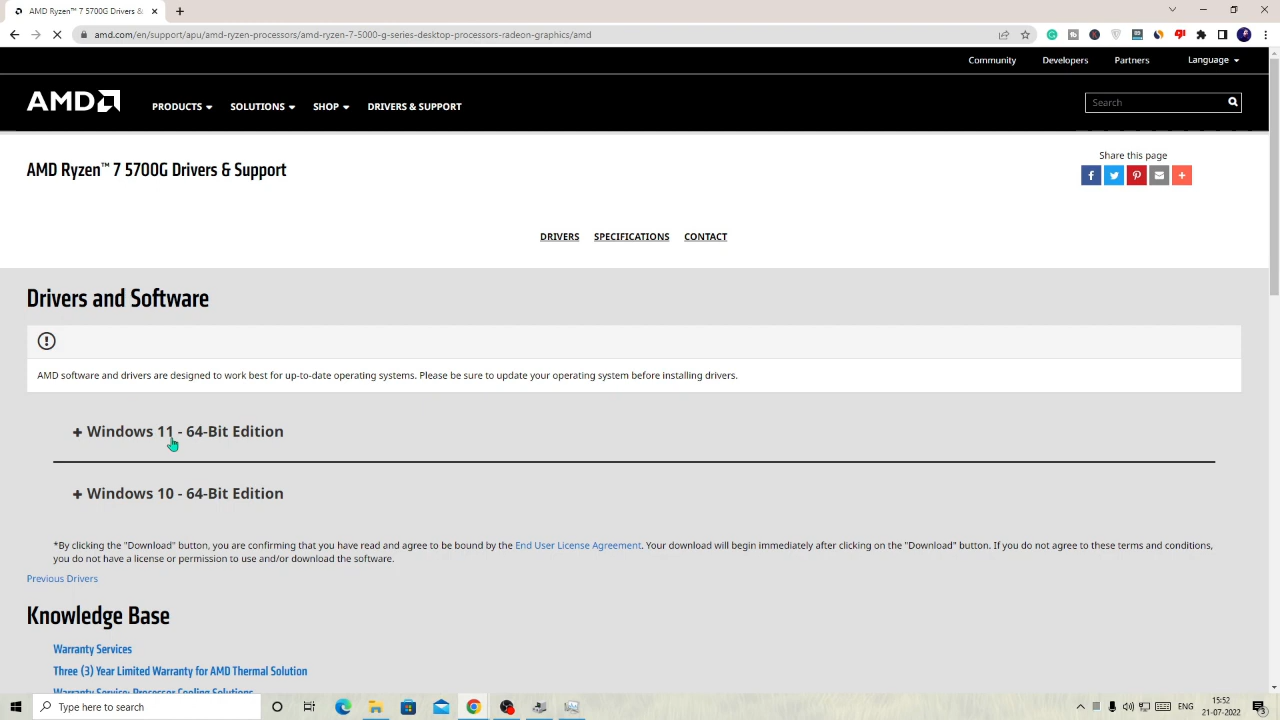 AMD Ryzen™ 7 5700G Drivers & Su
amd.com/en/support/apu/amd-ryzen-processors/amd-ryzen-7-5000-g-series-desktop-processors-radeon-graphics/amd
Community Developers Partners Language
AMD PRODUCTS SOLUTIONS SHOP DRIVERS & SUPPORT Search
Share this page
AMD Ryzen™ 7 5700G Drivers & Support
DRIVERS SPECIFICATIONS CONTACT
Drivers and Software
AMD software and drivers are designed to work best for up-to-date operating systems. Please be sure to update your operating system before installing drivers.
+ Windows 11 - 64-Bit Edition
+ Windows 10 - 64-Bit Edition
*By clicking the "Download" button, you are confirming that you have read and agree to be bound by the End User License Agreement. Your download will begin immediately after clicking on the "Download" button. If you do not agree to these terms and conditions,
you do not have a license or permission to use and/or download the software.
Previous Drivers
Knowledge Base
Warranty Services
Three (3) Year Limited Warranty for AMD Thermal Solution
Warranty Service: Processor Cooling Solutions
Type here to search
ENG
15:52
21-07-2022
3